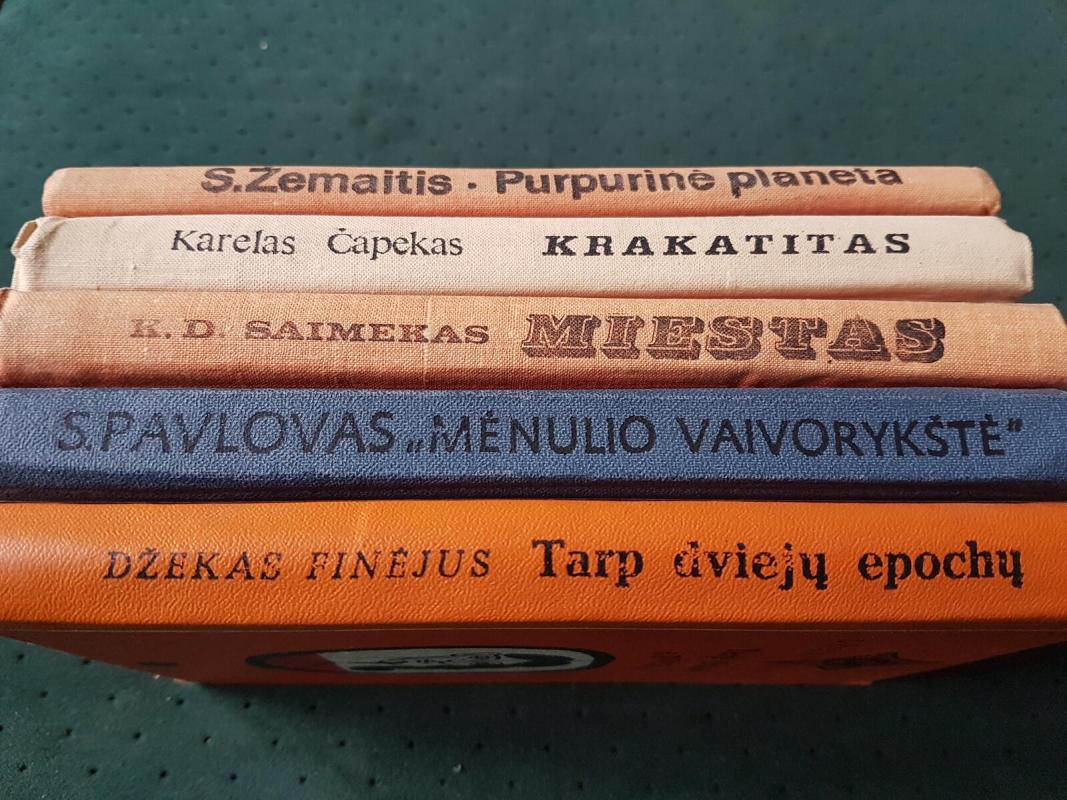 S.Žemaitis · Purpurinė planeta
Karelas Čapekas KRAKATITAS
K. D. SAIMEKAS MIESTAS
S.PAVLOVAS „MĖNULIO VAIVORYKŠTĖ"
DŽEKAS FINĖJUS Tarp dviejų epochų